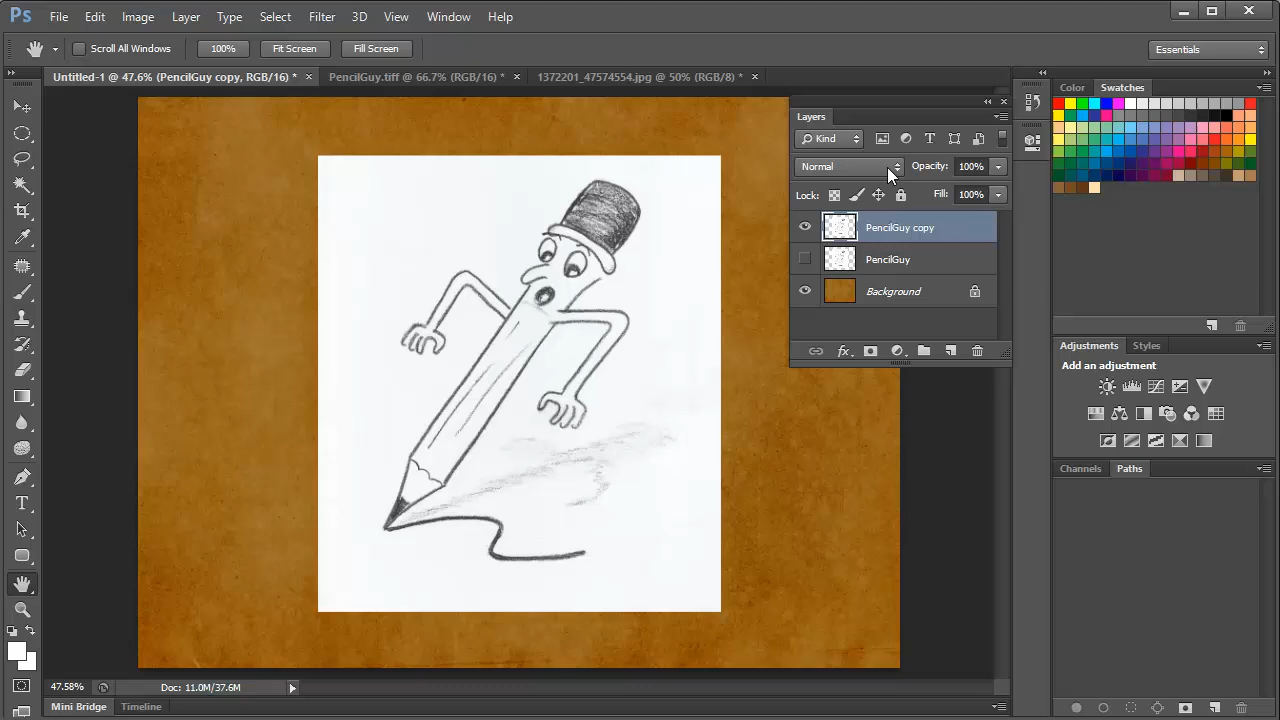 Ps File Edit Image Layer Type Select Filter 3D View Window Help
Scroll All Windows 100% Fit Screen Fill Screen Essentials
Untitled-1 @ 47.6% (PencilGuy copy, RGB/16) * × PencilGuy.tiff @ 66.7% (RGB/16) * × 1372201_47574554.jpg @ 50% (RGB/8) * ×
Color Swatches
Layers
Kind
Normal Opacity: 100%
Lock: Fill: 100%
PencilGuy copy
PencilGuy
Background
fx
Adjustments Styles
Add an adjustment
Channels Paths
47.58% Doc: 11.0M/37.6M
Mini Bridge Timeline